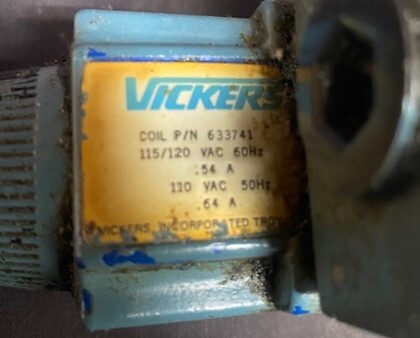 VICKERS
COIL P/N 633741
115/120 VAC 60Hz
.54 A
110 VAC 50Hz
.64 A
VICKERS, INCORPORATED TROY